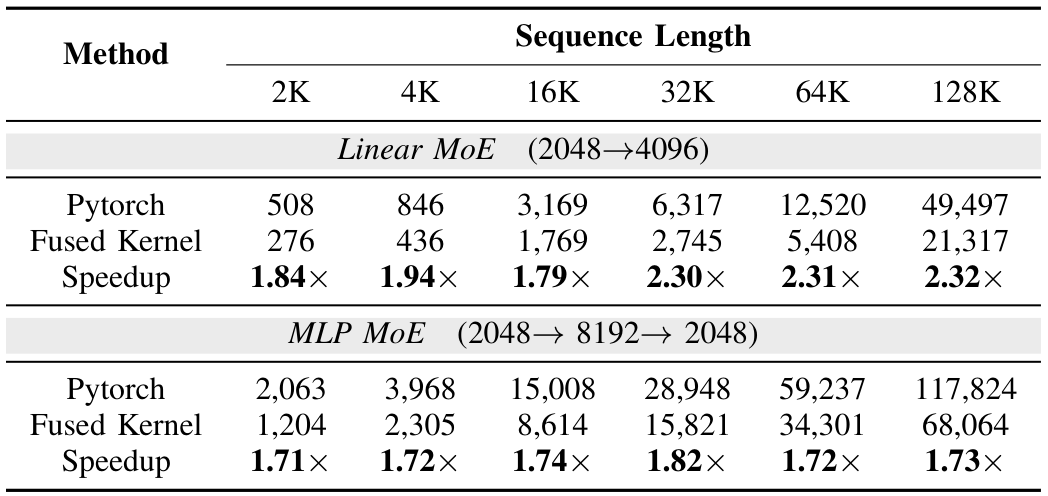 Method Sequence Length
2K 4K 16K 32K 64K 128K
Linear MoE (2048→4096)
Pytorch 508 846 3,169 6,317 12,520 49,497
Fused Kernel 276 436 1,769 2,745 5,408 21,317
Speedup 1.84× 1.94× 1.79× 2.30× 2.31× 2.32×
MLP MoE (2048→ 8192→ 2048)
Pytorch 2,063 3,968 15,008 28,948 59,237 117,824
Fused Kernel 1,204 2,305 8,614 15,821 34,301 68,064
Speedup 1.71× 1.72× 1.74× 1.82× 1.72× 1.73×